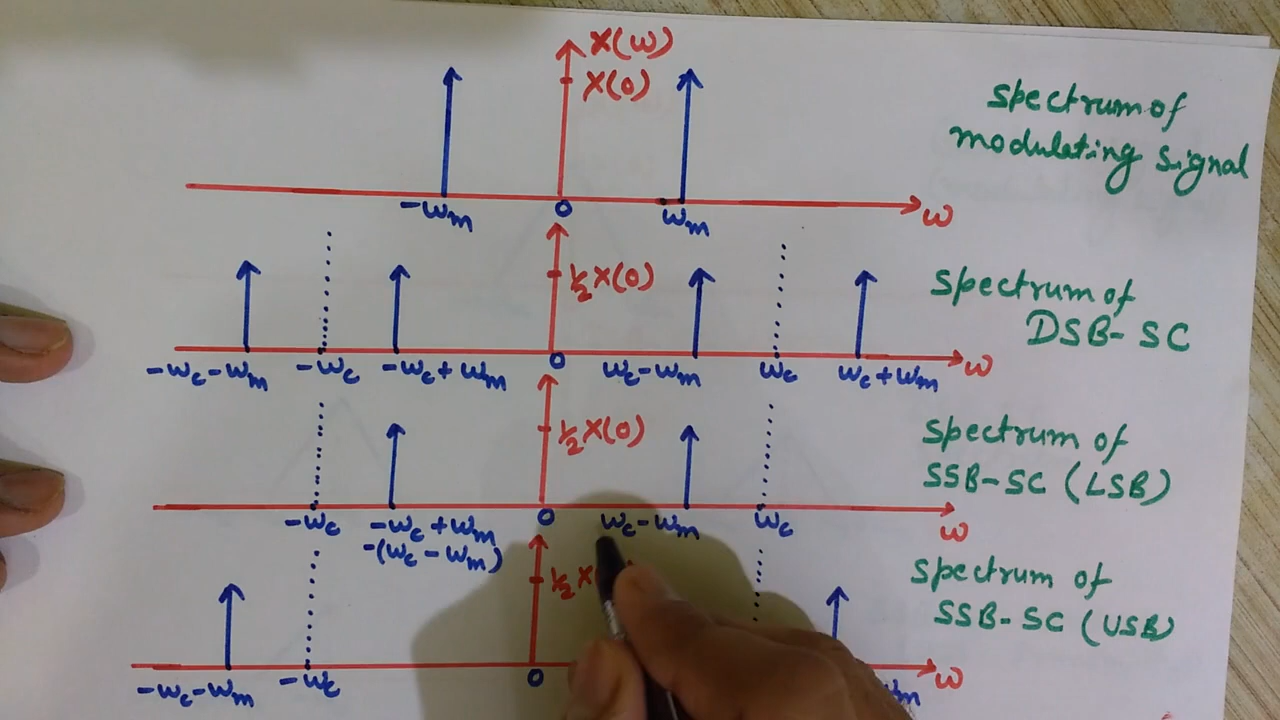 X(ω)
X(0)
spectrum of
modulating signal
-ωm 0 ωm ω
½X(0)
spectrum of
DSB-SC
-ωc-ωm -ωc -ωc+ωm 0 ωc-ωm ωc ωc+ωm ω
½X(0)
spectrum of
SSB-SC (LSB)
-ωc -ωc+ωm 0 ωc-ωm ωc ω
-(ωc-ωm)
spectrum of
SSB-SC (USB)
-ωc-ωm -ωc 0 ω